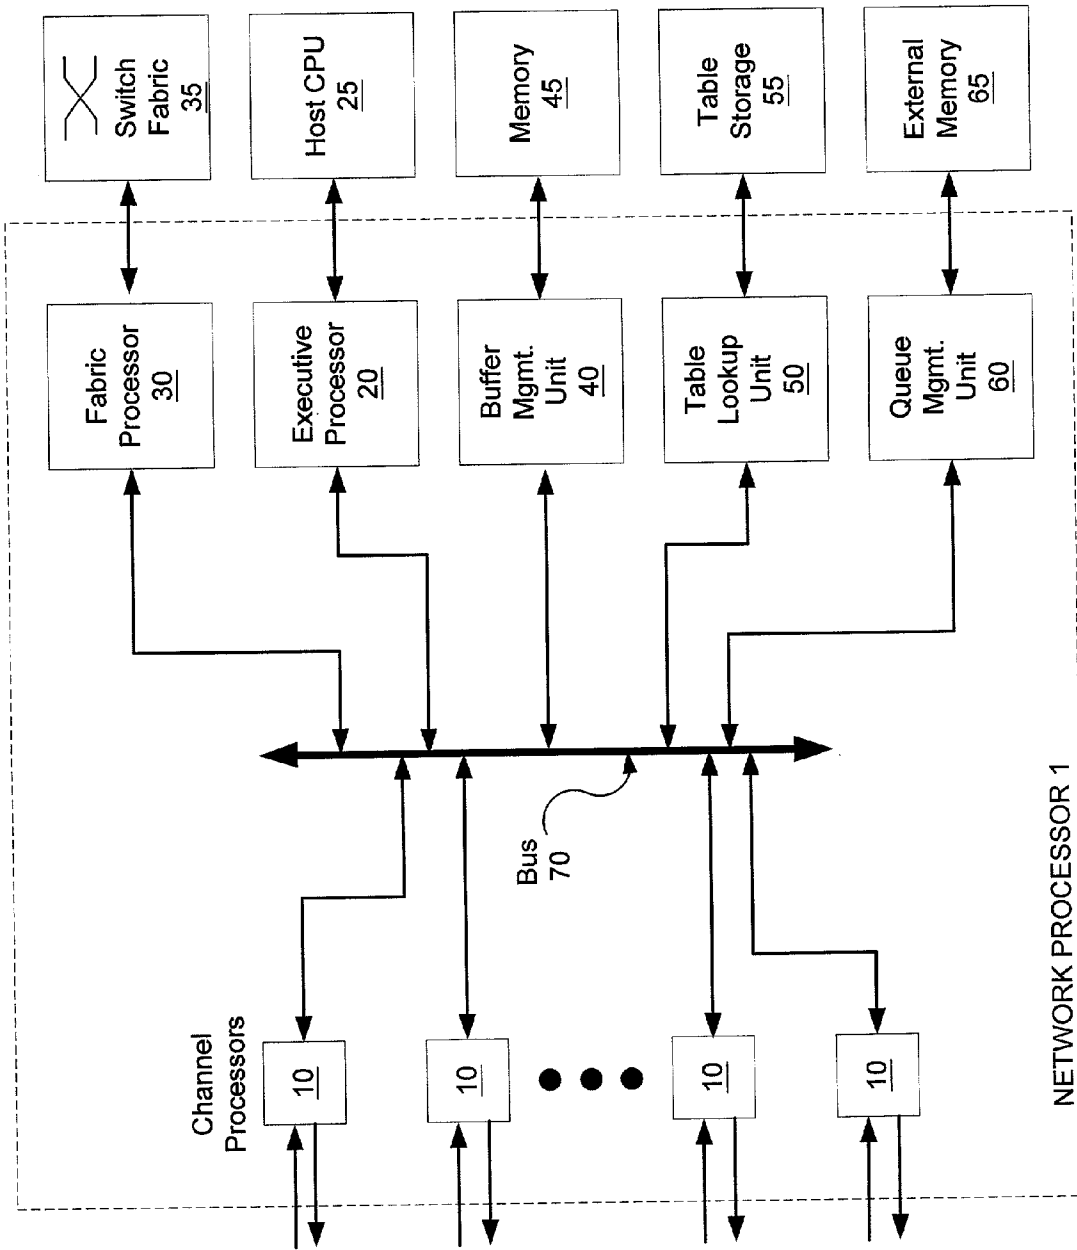 Switch
Fabric
35
Host CPU
25
Memory
45
Table
Storage
55
External
Memory
65
Fabric
Processor
30
Executive
Processor
20
Buffer
Mgmt.
Unit
40
Table
Lookup
Unit
50
Queue
Mgmt.
Unit
60
Bus
70
Channel
Processors
10
10
10
10
NETWORK PROCESSOR 1